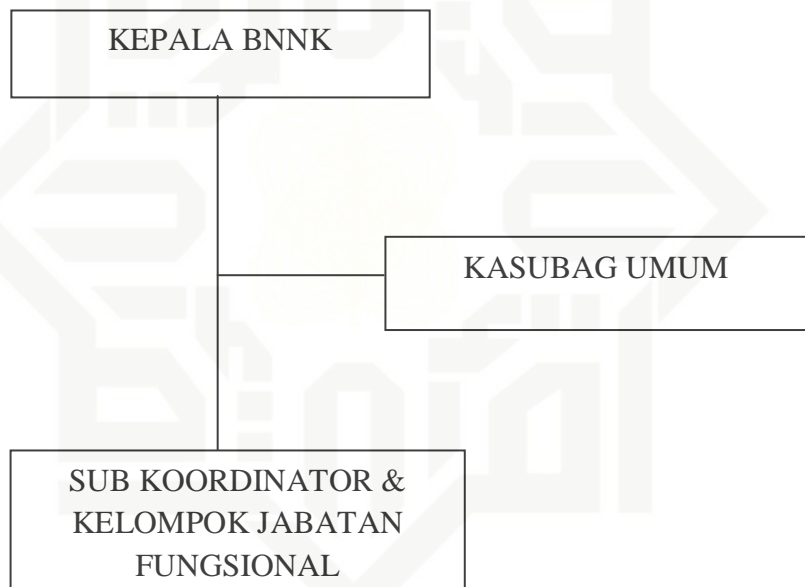 KEPALA BNNK
KASUBAG UMUM
SUB KOORDINATOR &
KELOMPOK JABATAN
FUNGSIONAL